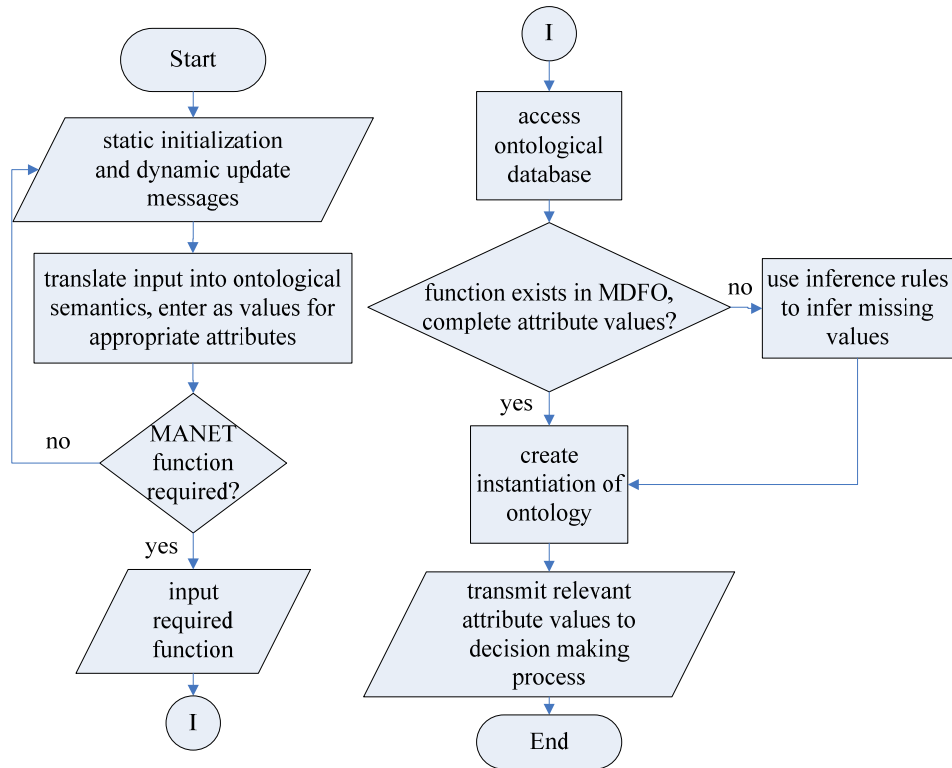 Start
static initialization
and dynamic update
messages
translate input into ontological
semantics, enter as values for
appropriate attributes
no
MANET
function
required?
yes
input
required
function
I
I
access
ontological
database
function exists in MDFO,
complete attribute values?
no
use inference rules
to infer missing
values
yes
create
instantiation of
ontology
transmit relevant
attribute values to
decision making
process
End